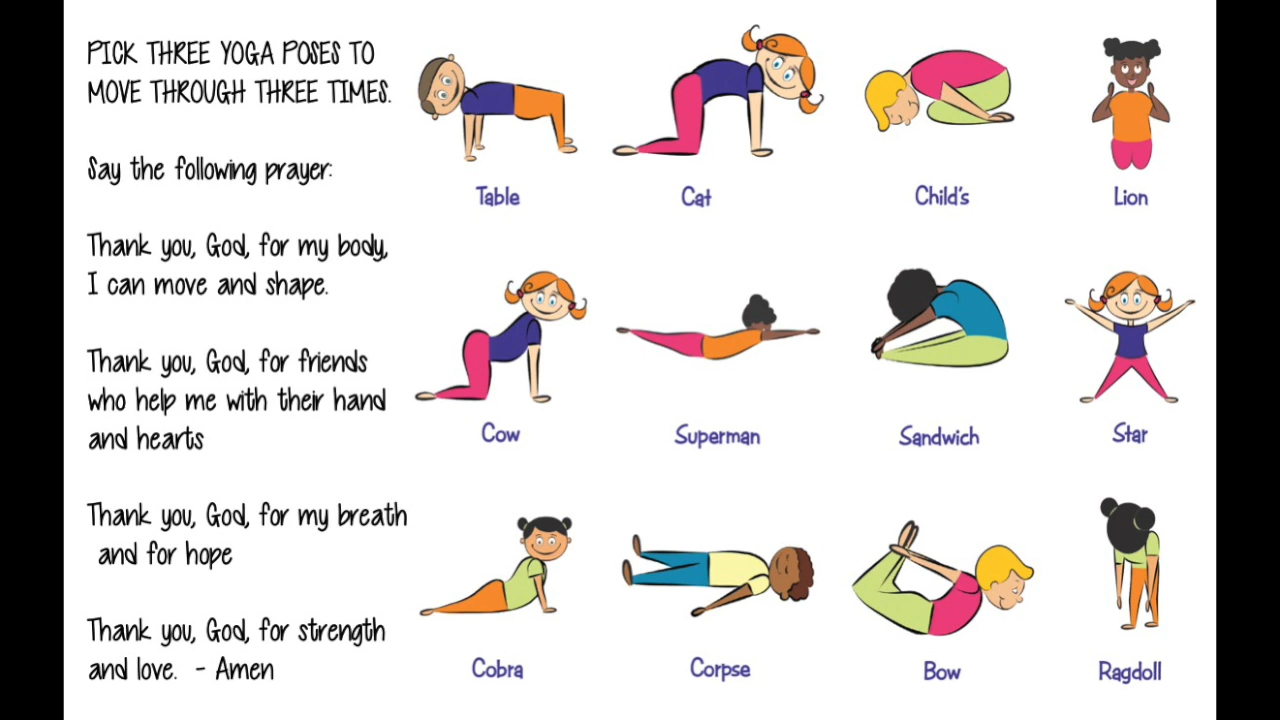 PICK THREE YOGA POSES TO
MOVE THROUGH THREE TIMES.
Say the following prayer:
Thank you, God, for my body,
I can move and shape.
Thank you, God, for friends
who help me with their hand
and hearts
Thank you, God, for my breath
and for hope
Thank you, God, for strength
and love. - Amen
Table
Cat
Child's
Lion
Cow
Superman
Sandwich
Star
Cobra
Corpse
Bow
Ragdoll